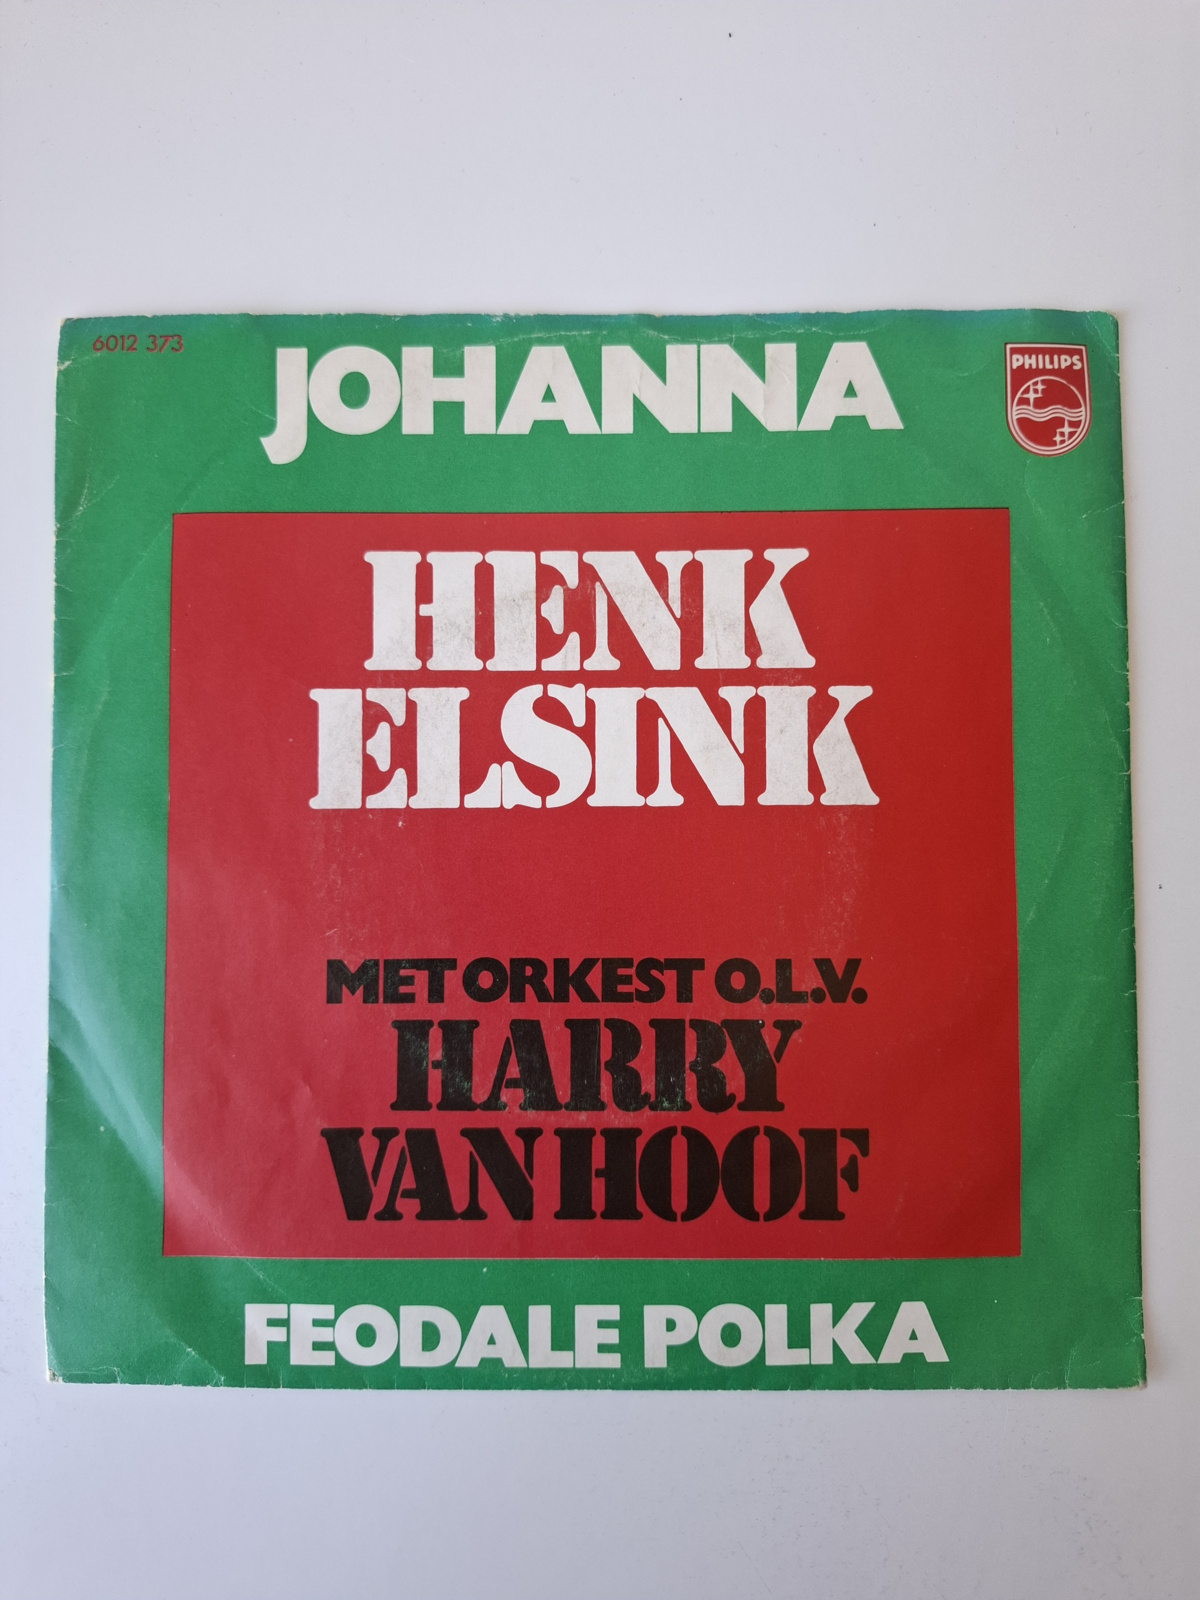 6012 373
JOHANNA
PHILIPS
HENK
ELSINK
MET ORKEST O.L.V.
HARRY
VAN HOOF
FEODALE POLKA